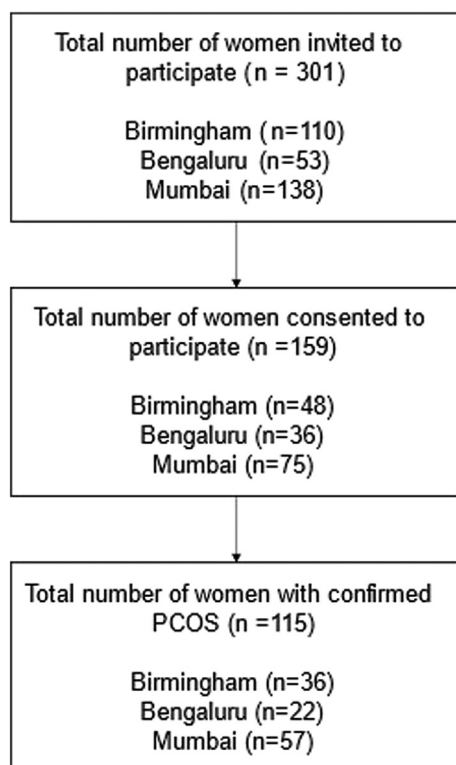 Total number of women invited to
participate (n = 301)
Birmingham (n=110)
Bengaluru (n=53)
Mumbai (n=138)
Total number of women consented to
participate (n =159)
Birmingham (n=48)
Bengaluru (n=36)
Mumbai (n=75)
Total number of women with confirmed
PCOS (n =115)
Birmingham (n=36)
Bengaluru (n=22)
Mumbai (n=57)